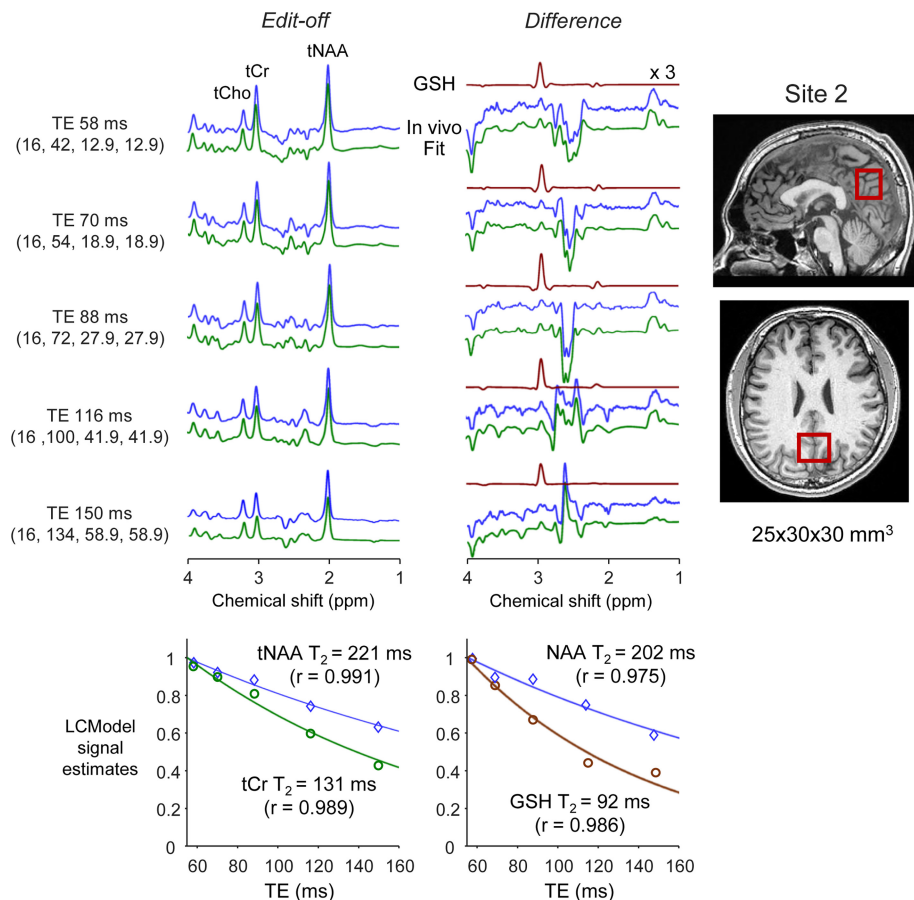 Edit-off
Difference
tNAA
tCr
tCho
GSH
x 3
In vivo
Fit
Site 2
TE 58 ms
(16, 42, 12.9, 12.9)
TE 70 ms
(16, 54, 18.9, 18.9)
TE 88 ms
(16, 72, 27.9, 27.9)
TE 116 ms
(16 ,100, 41.9, 41.9)
TE 150 ms
(16, 134, 58.9, 58.9)
25x30x30 mm³
4 3 2 1
Chemical shift (ppm)
4 3 2 1
Chemical shift (ppm)
LCModel
signal
estimates
1
0.8
0.6
0.4
0.2
0
tNAA T₂ = 221 ms
(r = 0.991)
tCr T₂ = 131 ms
(r = 0.989)
60 80 100 120 140 160
TE (ms)
1
0.8
0.6
0.4
0.2
0
NAA T₂ = 202 ms
(r = 0.975)
GSH T₂ = 92 ms
(r = 0.986)
60 80 100 120 140 160
TE (ms)